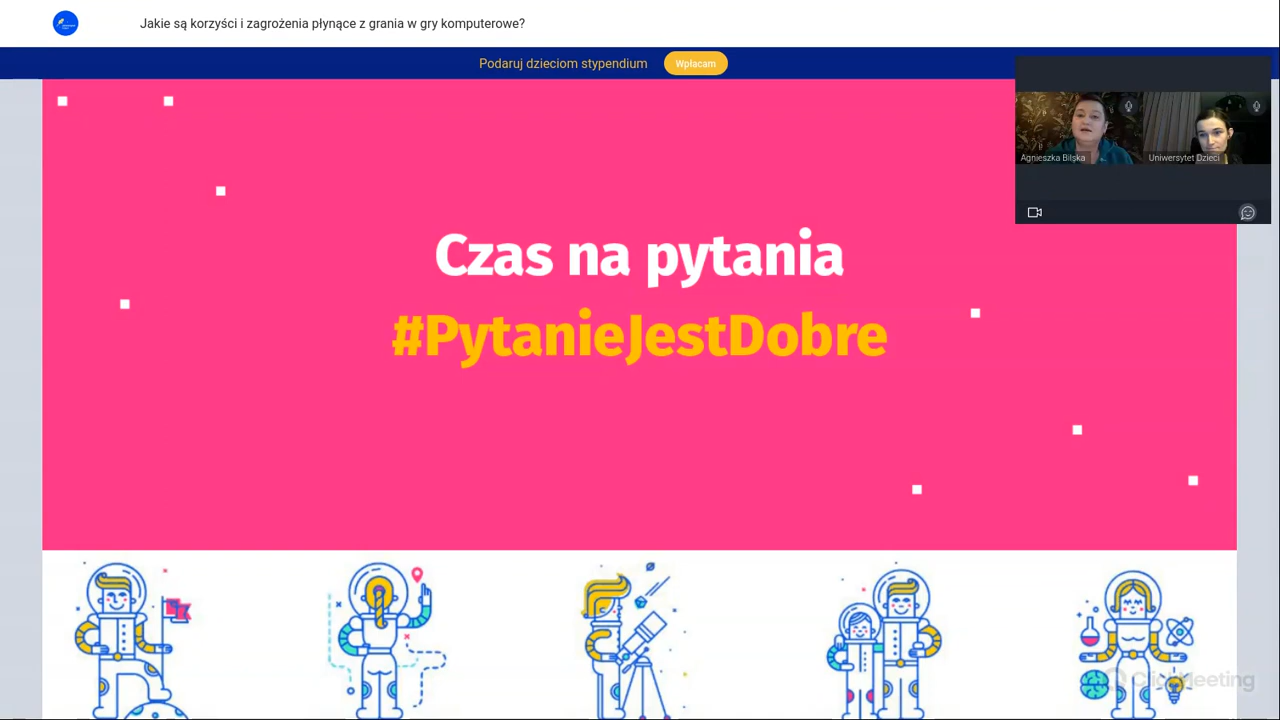 Jakie są korzyści i zagrożenia płynące z grania w gry komputerowe?
Podaruj dzieciom stypendium
Wpłacam
Agnieszka Bilska
Uniwersytet Dzieci
Czas na pytania
#PytanieJestDobre
ClickMeeting